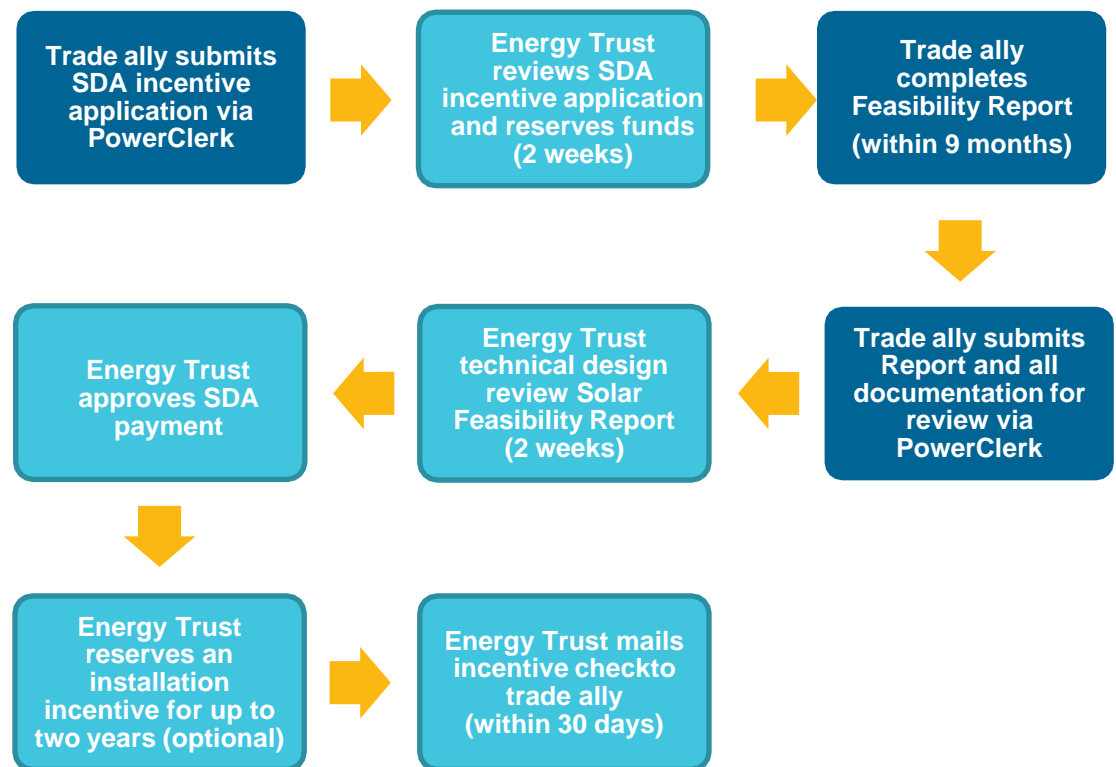 Trade ally submits
SDA incentive
application via
PowerClerk
Energy Trust
reviews SDA
incentive application
and reserves funds
(2 weeks)
Trade ally
completes
Feasibility Report
(within 9 months)
Trade ally submits
Report and all
documentation for
review via
PowerClerk
Energy Trust
technical design
review Solar
Feasibility Report
(2 weeks)
Energy Trust
approves SDA
payment
Energy Trust
reserves an
installation
incentive for up to
two years (optional)
Energy Trust mails
incentive checkto
trade ally
(within 30 days)